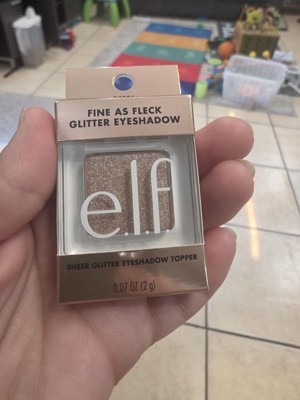 FINE AS FLECK
GLITTER EYESHADOW
e.l.f
SHEER GLITTER EYESHADOW TOPPER
0.07 OZ (2 g)